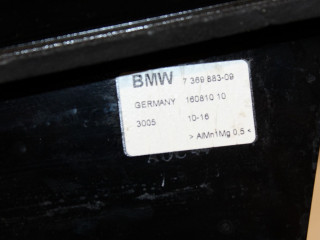 BMW 7 369 883-09
GERMANY 160810 10
3005 10-16
> AlMn1Mg 0,5 <